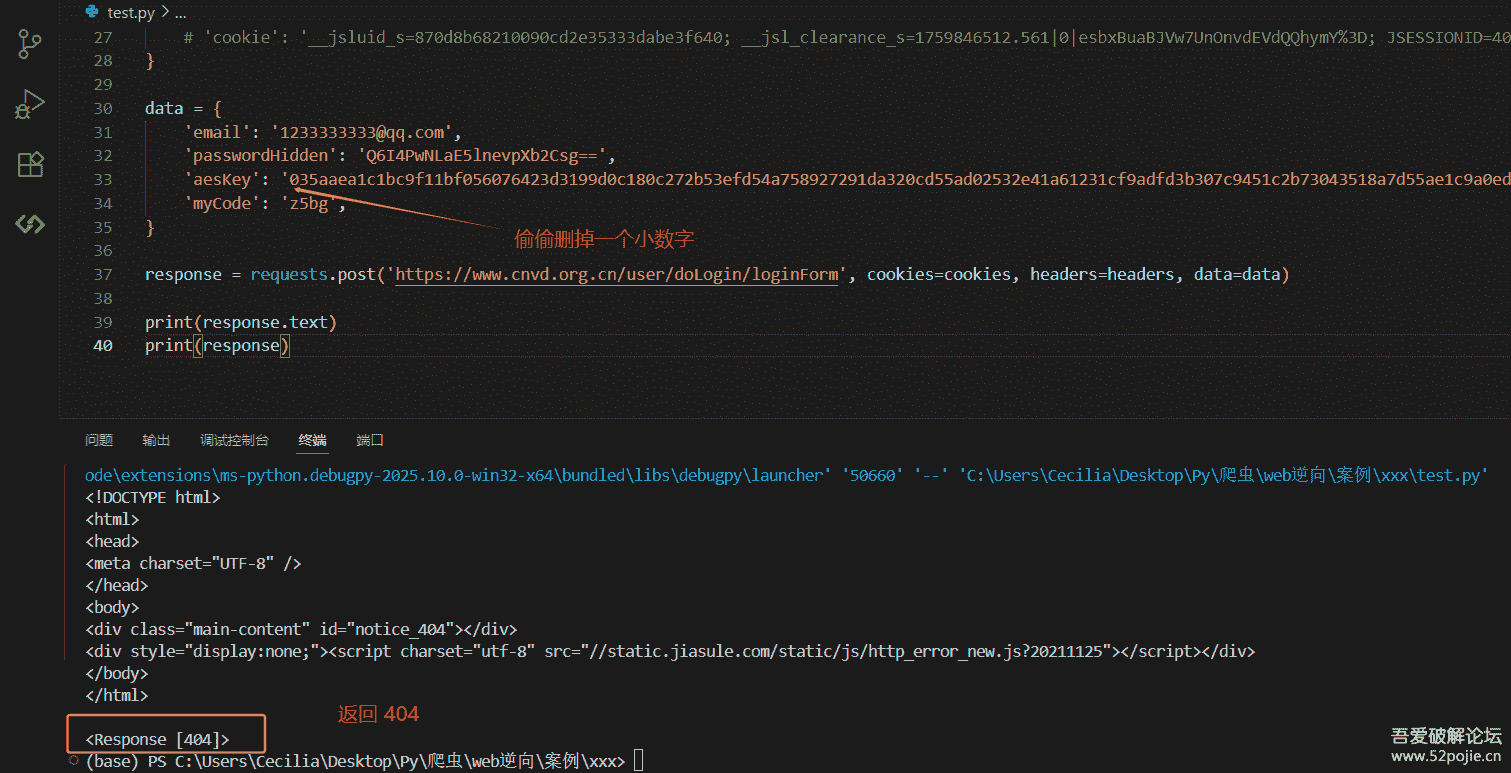 test.py > ...
27 # 'cookie': '__jsluid_s=870d8b68210090cd2e35333dabe3f640; __jsl_clearance_s=1759846512.561|0|esbxBuaBJVw7UnOnvdEVdQQhymY%3D; JSESSIONID=40
28 }
29
30 data = {
31 'email': '1233333333@qq.com',
32 'passwordHidden': 'Q6I4PwNLaE5lnevpXb2Csg==',
33 'aesKey': '035aaea1c1bc9f11bf056076423d3199d0c180c272b53efd54a758927291da320cd55ad02532e41a61231cf9adfd3b307c9451c2b73043518a7d55ae1c9a0ed
34 'myCode': 'z5bg',
35 }
偷偷删掉一个小数字
36
37 response = requests.post('https://www.cnvd.org.cn/user/doLogin/loginForm', cookies=cookies, headers=headers, data=data)
38
39 print(response.text)
40 print(response)
问题 输出 调试控制台 终端 端口
ode\extensions\ms-python.debugpy-2025.10.0-win32-x64\bundled\libs\debugpy\launcher' '50660' '--' 'C:\Users\Cecilia\Desktop\Py\爬虫\web逆向\案例\xxx\test.py'
<!DOCTYPE html>
<html>
<head>
<meta charset="UTF-8" />
</head>
<body>
<div class="main-content" id="notice_404"></div>
<div style="display:none;"><script charset="utf-8" src="//static.jiasule.com/static/js/http_error_new.js?20211125"></script></div>
</body>
</html>
返回 404
<Response [404]>
(base) PS C:\Users\Cecilia\Desktop\Py\爬虫\web逆向\案例\xxx>
吾爱破解论坛
www.52pojie.cn